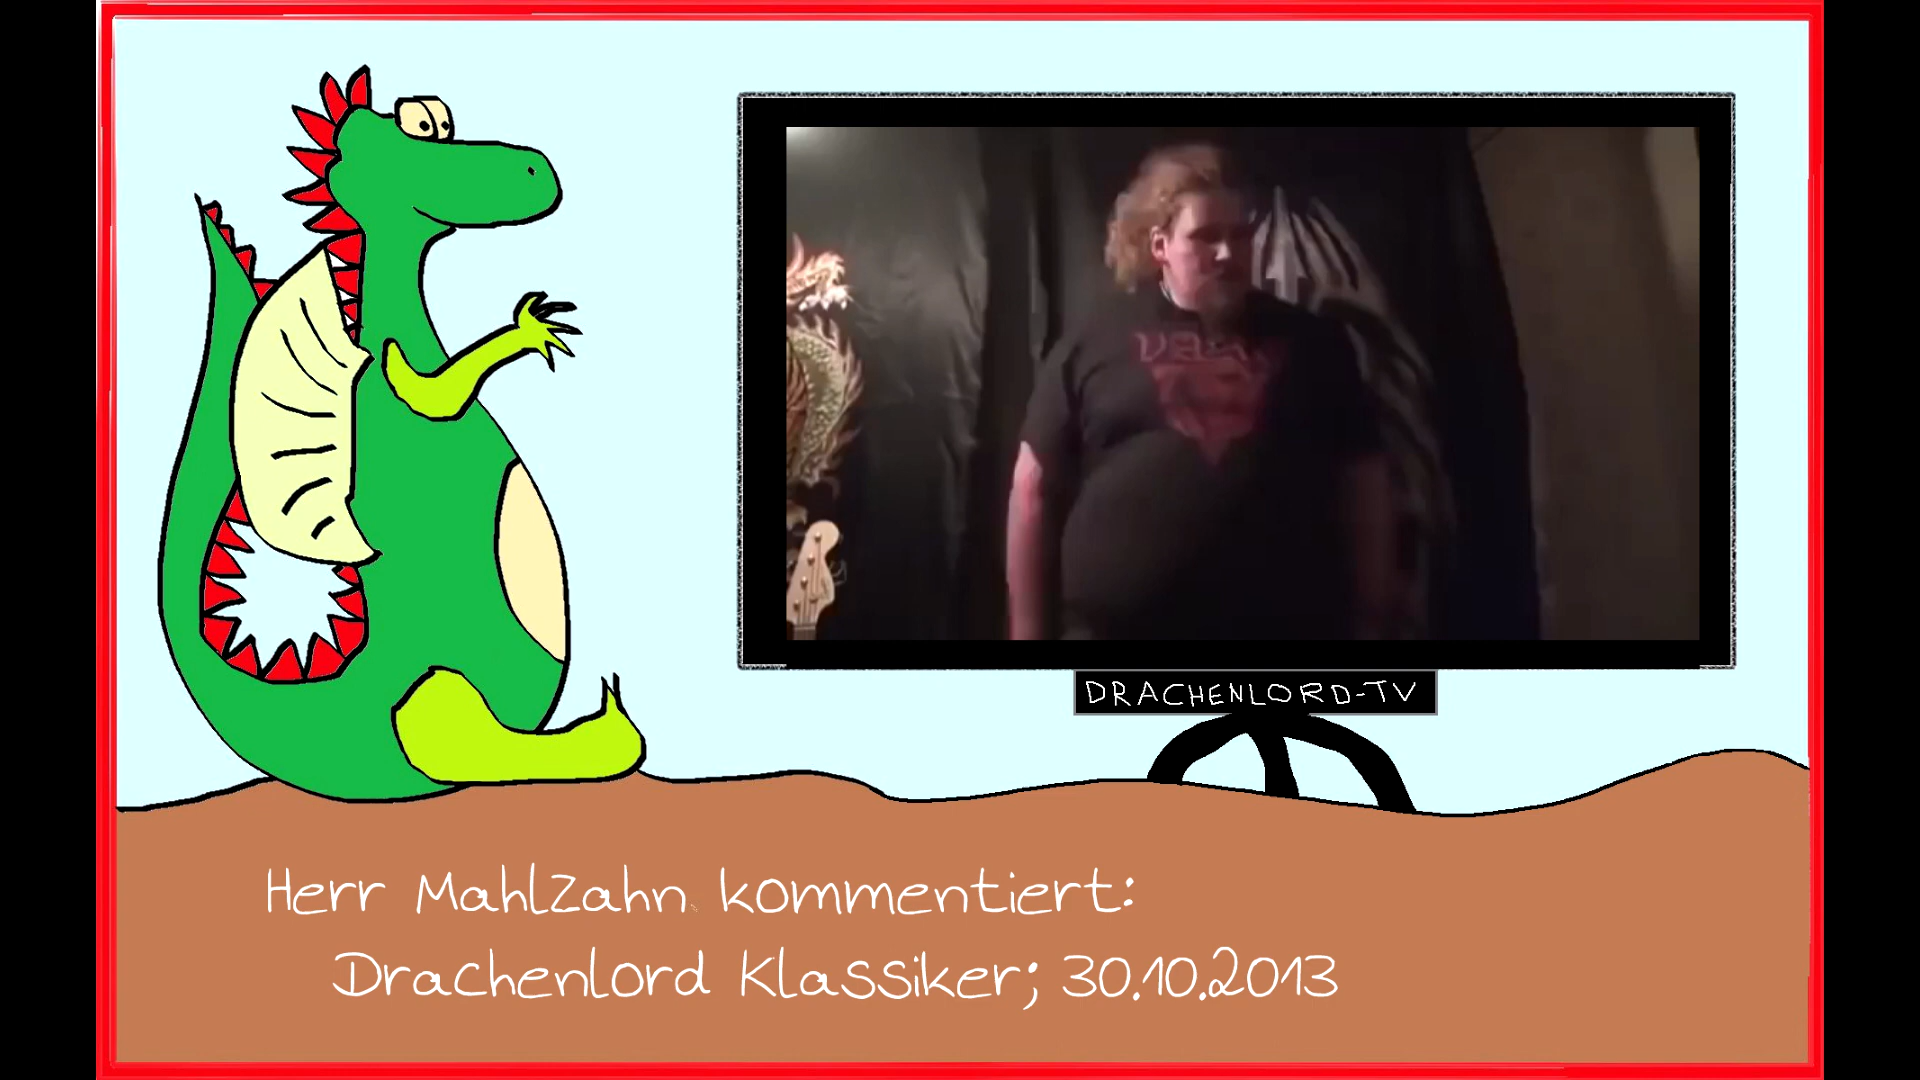 DRACHENLORD-TV
Herr Mahlzahn kommentiert:
Drachenlord Klassiker; 30.10.2013